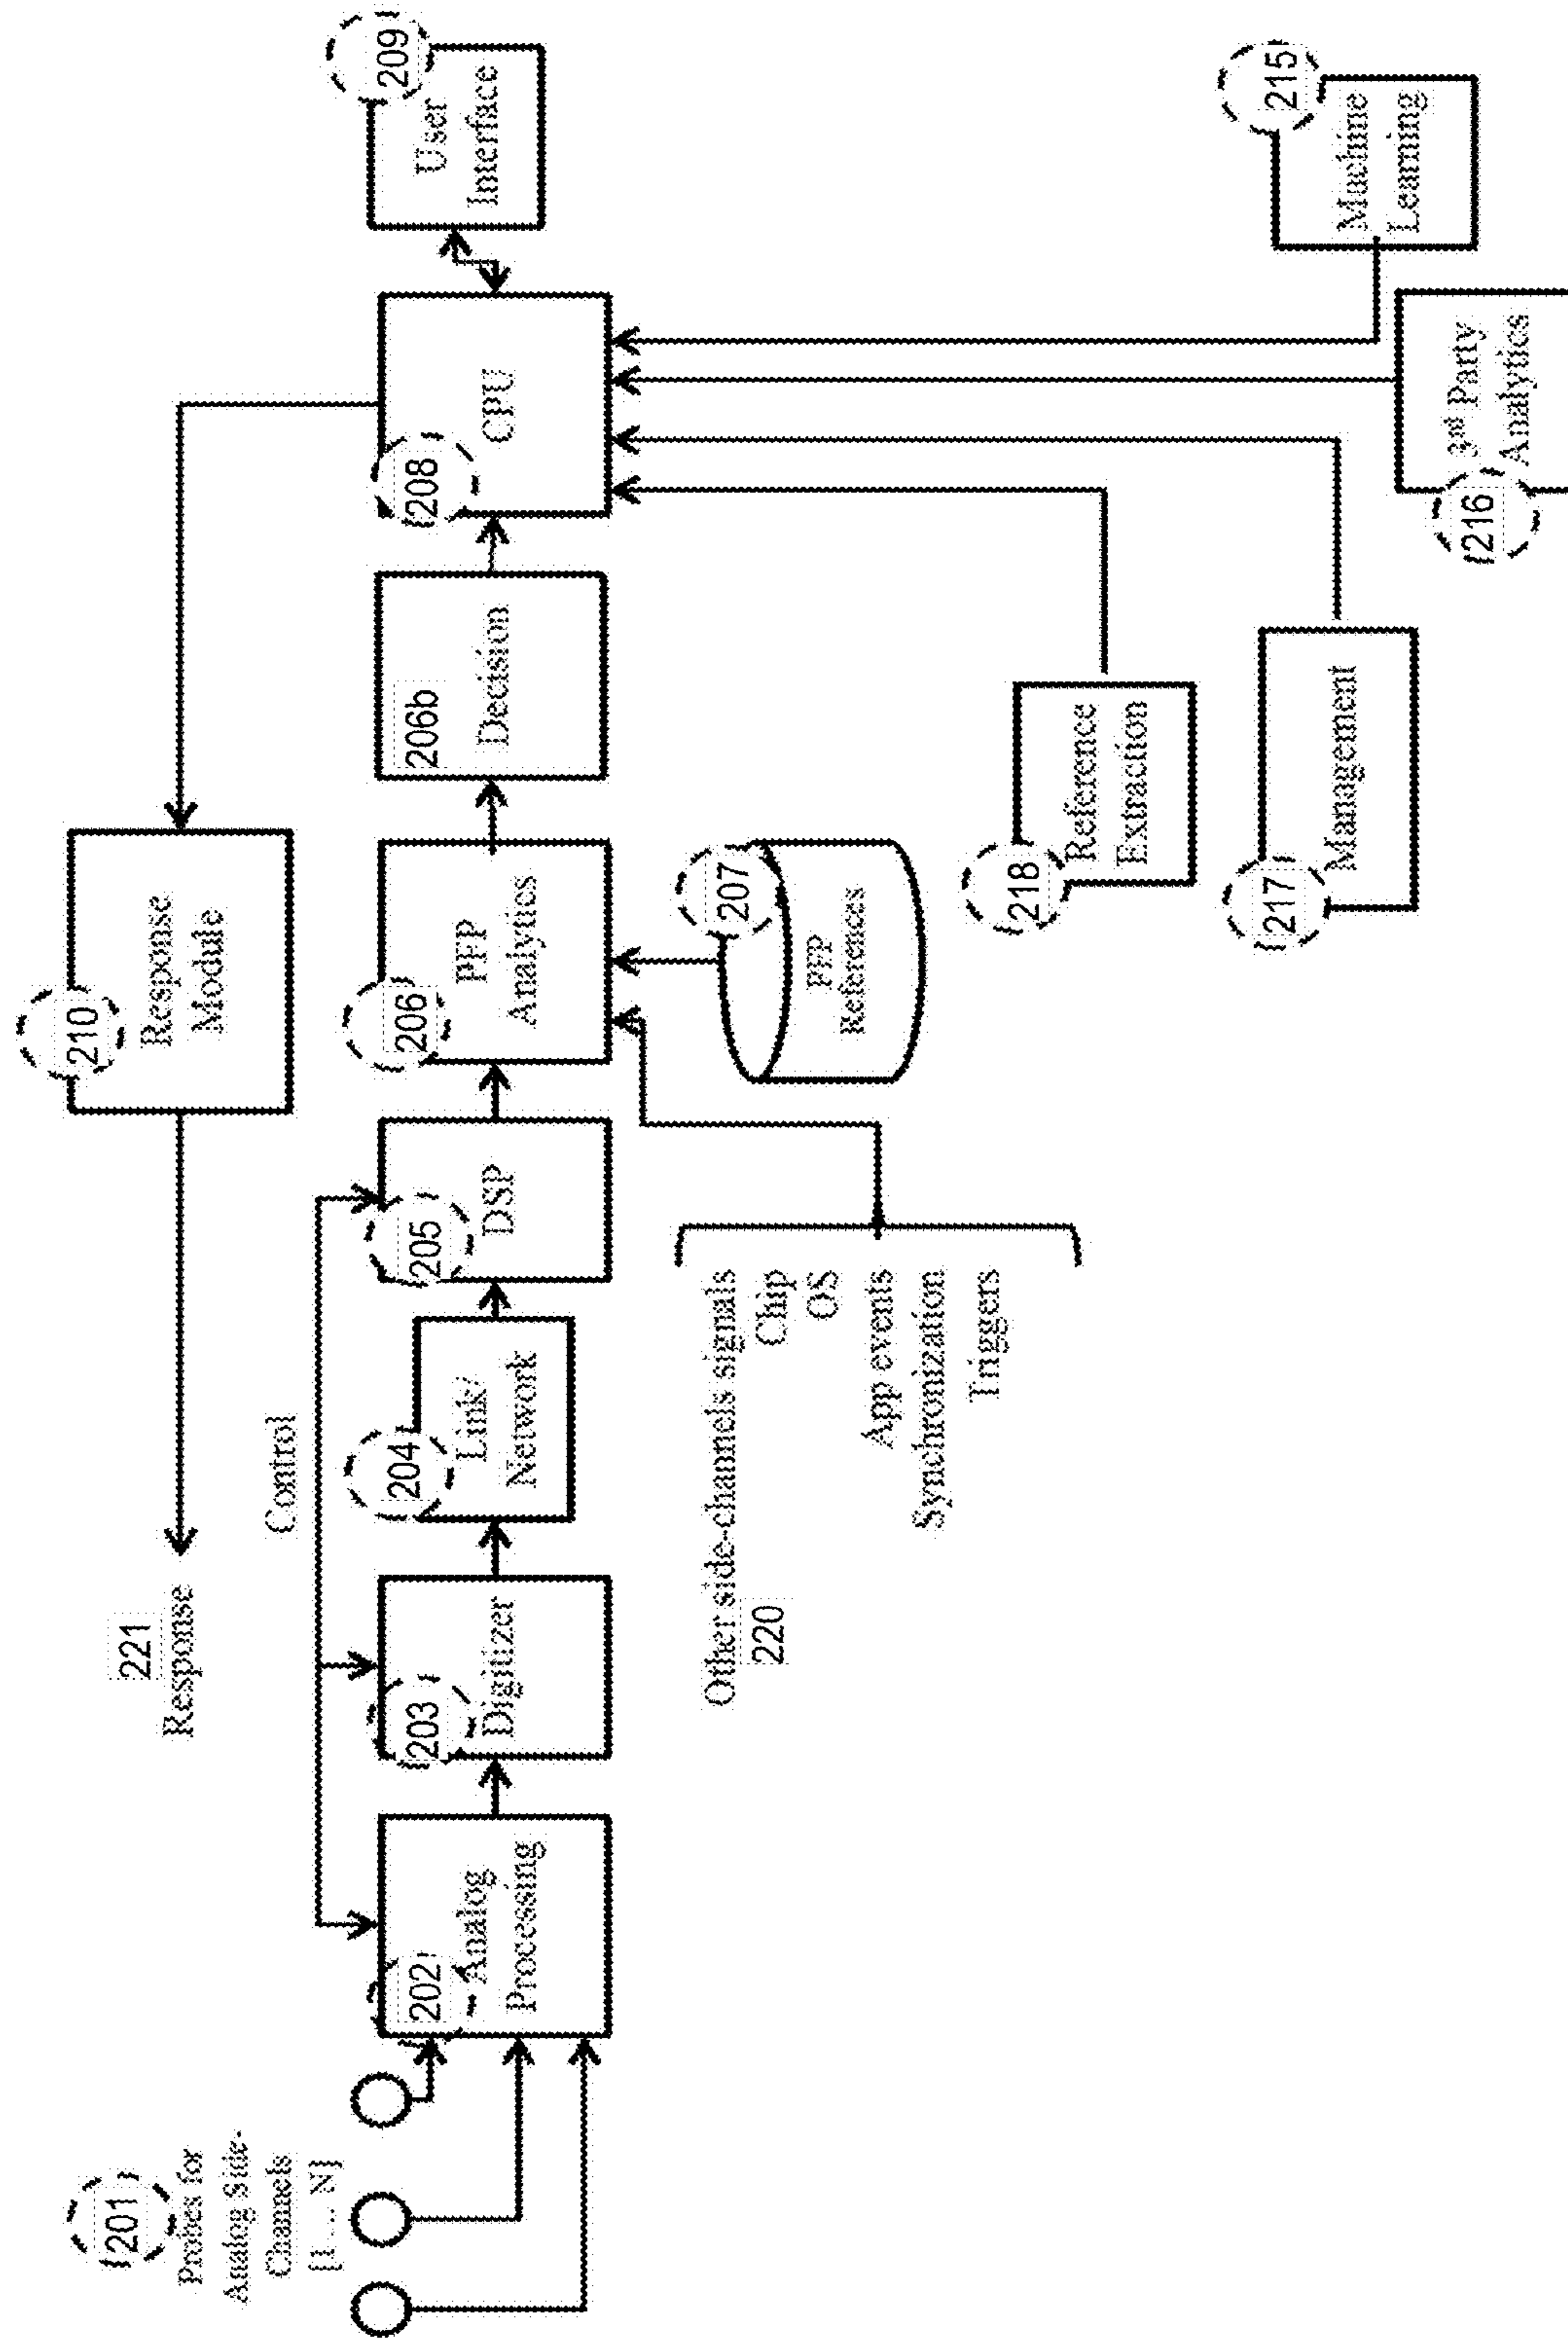 201
Probes for
Analog Side-
Channels
[1 ... N]
221
Response
210
Response
Module
Control
202
Analog
Processing
203
Digitizer
204
Link/
Network
205
DSP
206
PFP
Analytics
206b
Decision
208
CPU
209
User
Interface
Other side-channels signals
220
Chip
OS
App events
Synchronization
Triggers
207
PFP
References
218
Reference
Extraction
217
Management
216
3rd Party
Analytics
215
Machine
Learning